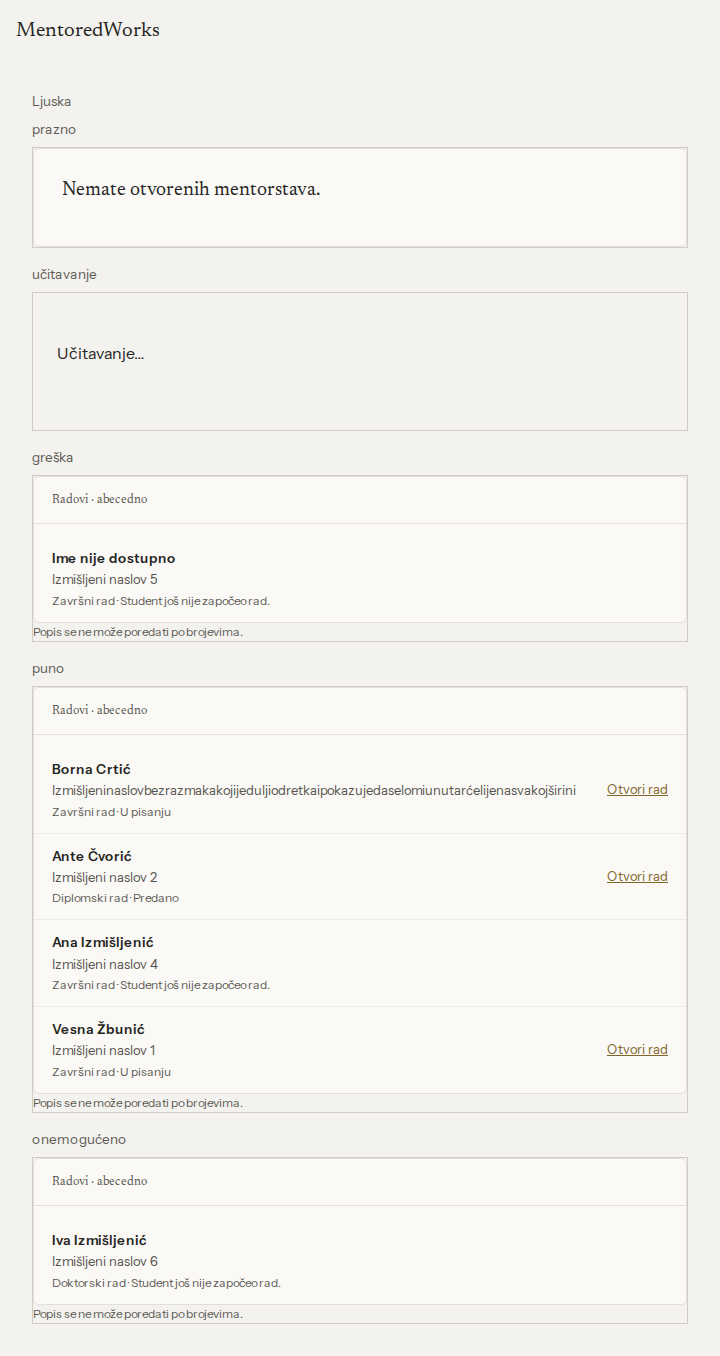 MentoredWorks
Ljuska
prazno
Nemate otvorenih mentorstava.
učitavanje
Učitavanje…
greška
Radovi · abecedno
Ime nije dostupno
Izmišljeni naslov 5
Završni rad · Student još nije započeo rad.
Popis se ne može poredati po brojevima.
puno
Radovi · abecedno
Borna Crtić
Izmišljeninaslovbezrazmakakojijeduljiodretkaipokazujedaselomiunutarćelijenasvakojširini
Otvori rad
Završni rad · U pisanju
Ante Čvorić
Izmišljeni naslov 2
Otvori rad
Diplomski rad · Predano
Ana Izmišljenić
Izmišljeni naslov 4
Završni rad · Student još nije započeo rad.
Vesna Žbunić
Izmišljeni naslov 1
Otvori rad
Završni rad · U pisanju
Popis se ne može poredati po brojevima.
onemogućeno
Radovi · abecedno
Iva Izmišljenić
Izmišljeni naslov 6
Doktorski rad · Student još nije započeo rad.
Popis se ne može poredati po brojevima.